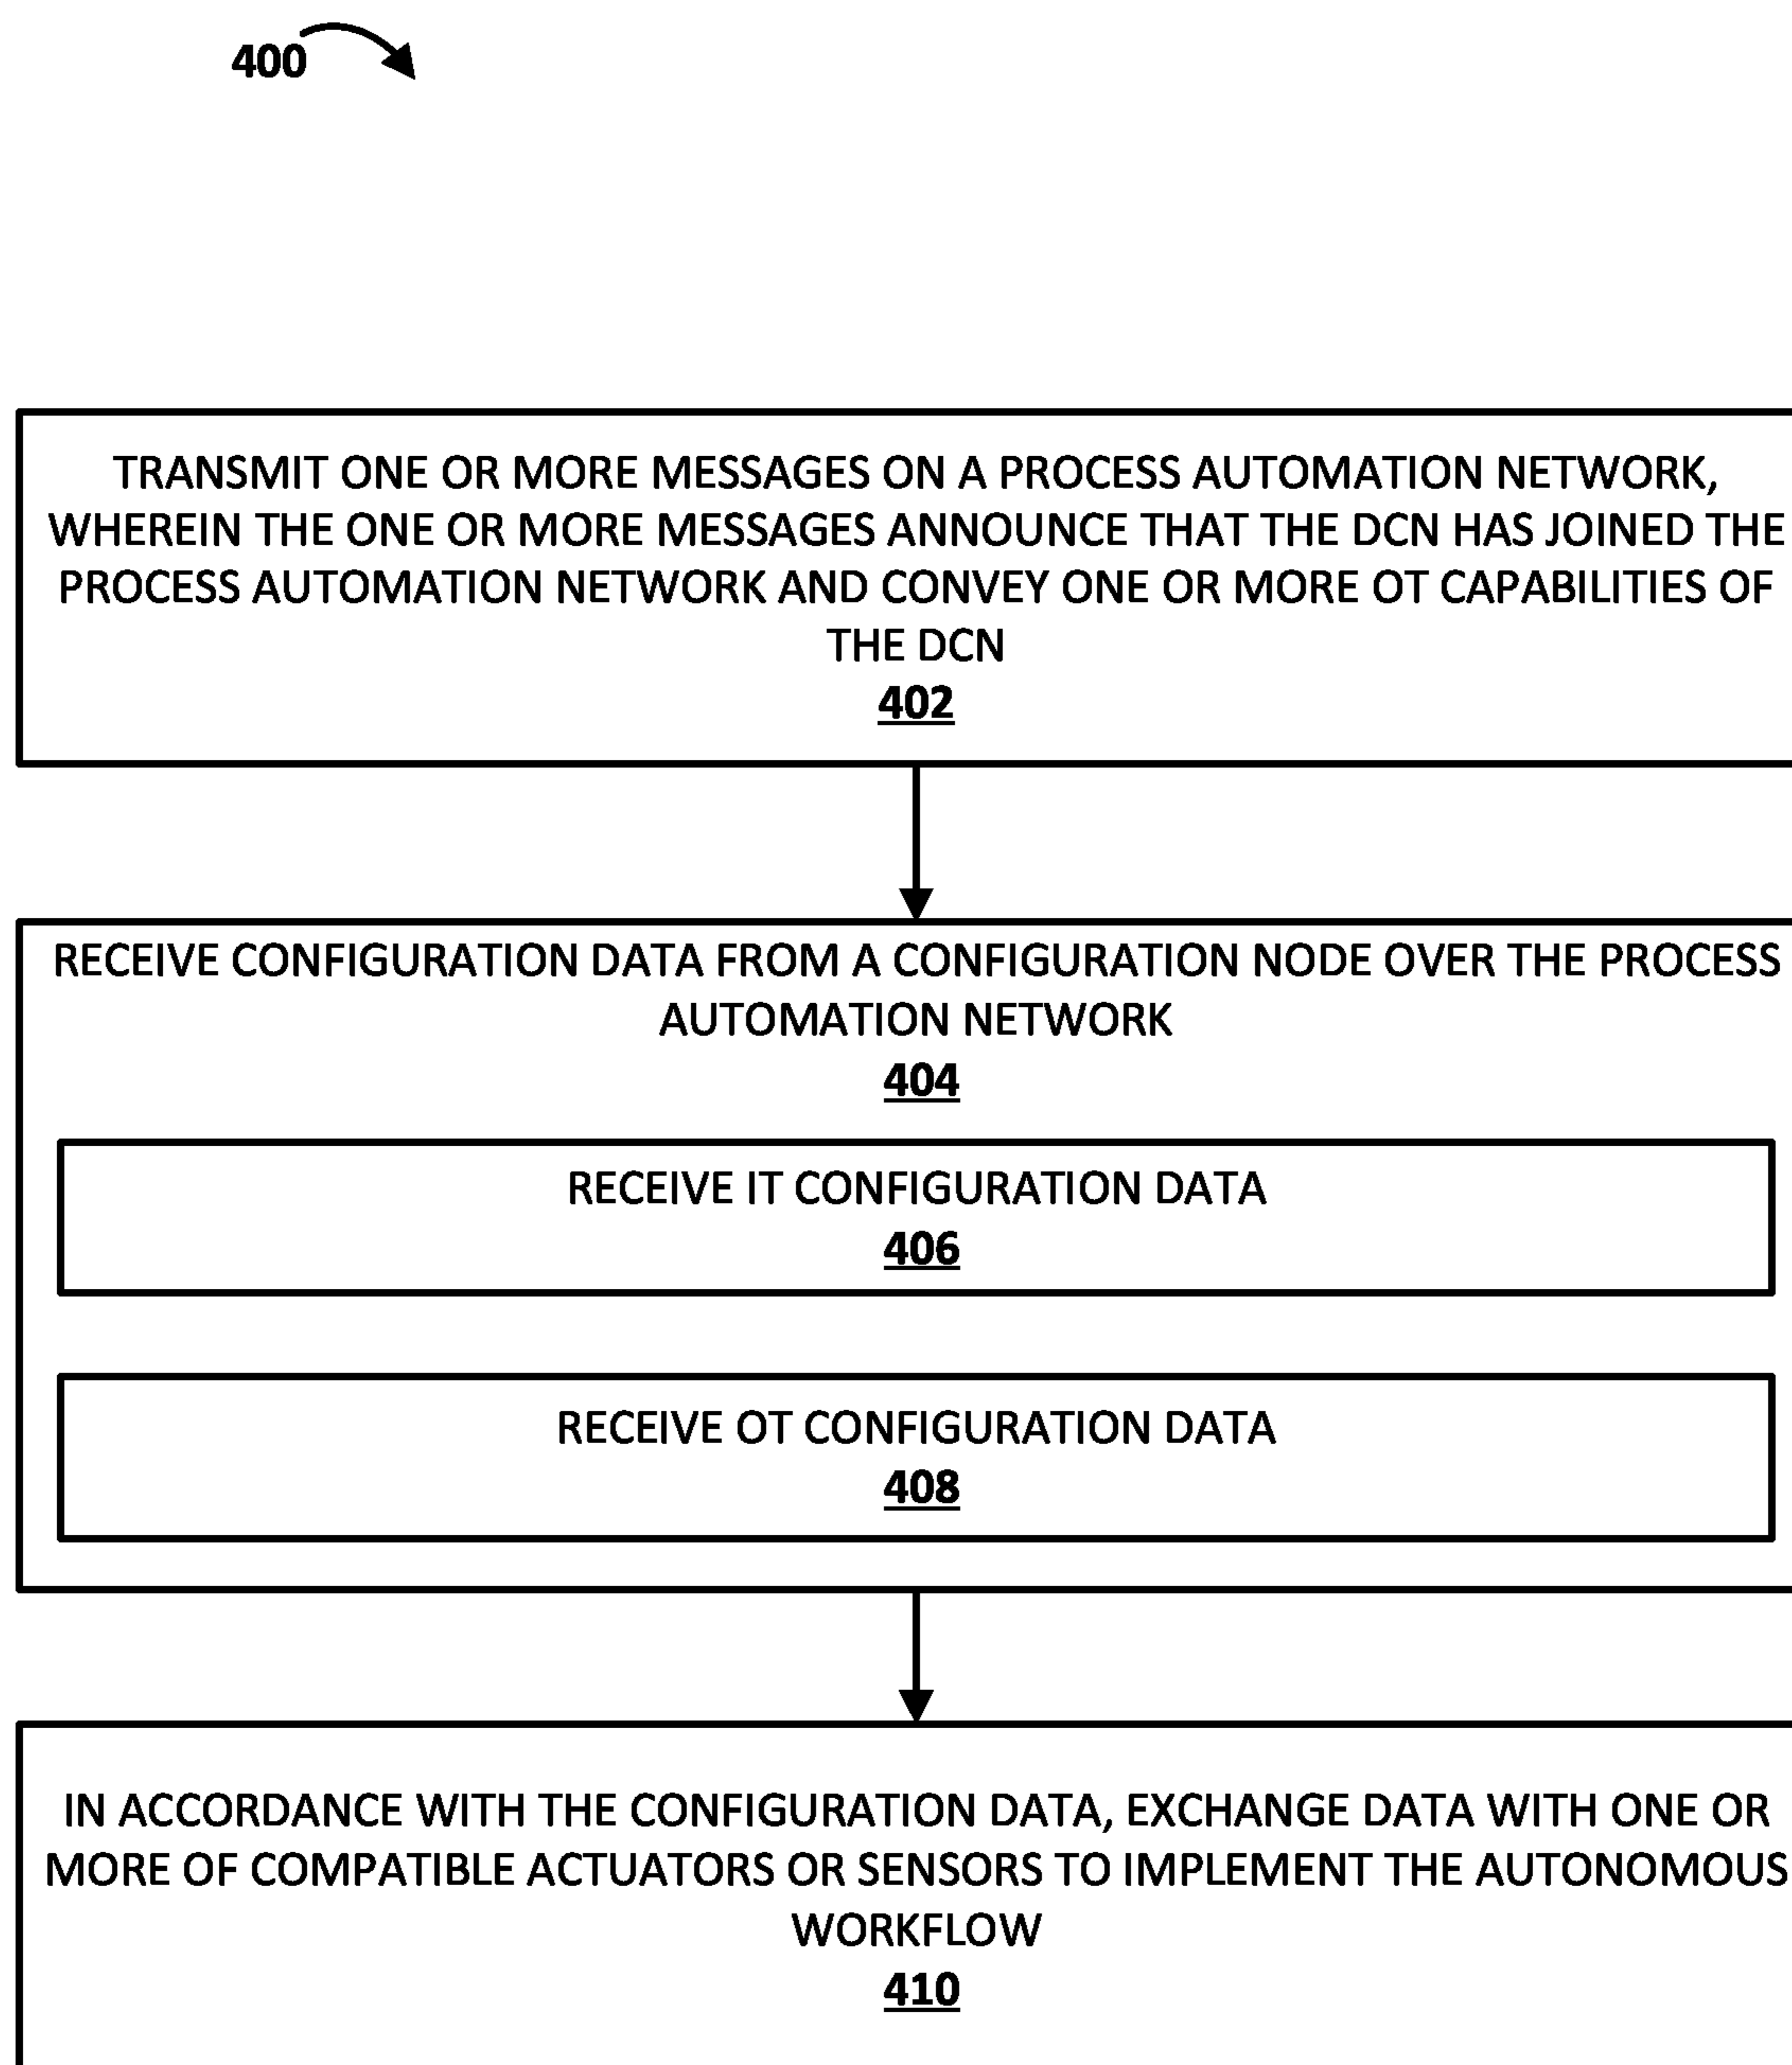 400
TRANSMIT ONE OR MORE MESSAGES ON A PROCESS AUTOMATION NETWORK,
WHEREIN THE ONE OR MORE MESSAGES ANNOUNCE THAT THE DCN HAS JOINED THE
PROCESS AUTOMATION NETWORK AND CONVEY ONE OR MORE OT CAPABILITIES OF
THE DCN
402
RECEIVE CONFIGURATION DATA FROM A CONFIGURATION NODE OVER THE PROCESS
AUTOMATION NETWORK
404
RECEIVE IT CONFIGURATION DATA
406
RECEIVE OT CONFIGURATION DATA
408
IN ACCORDANCE WITH THE CONFIGURATION DATA, EXCHANGE DATA WITH ONE OR
MORE OF COMPATIBLE ACTUATORS OR SENSORS TO IMPLEMENT THE AUTONOMOUS
WORKFLOW
410